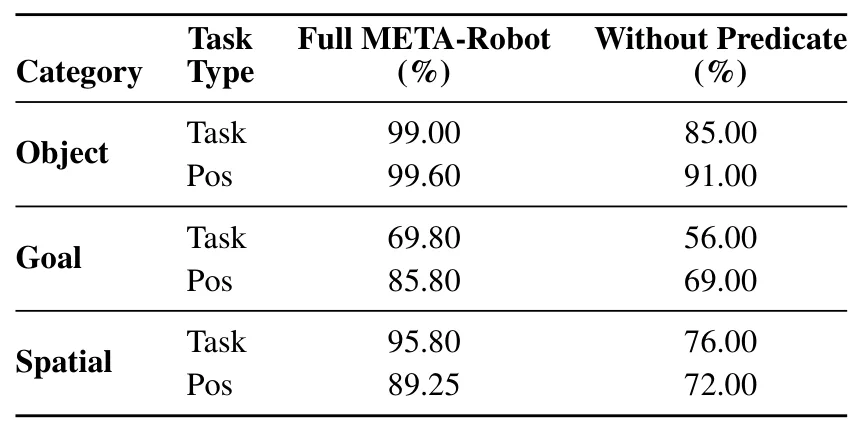 Category Task Type Full META-Robot (%) Without Predicate (%)
Object Task 99.00 85.00
Pos 99.60 91.00
Goal Task 69.80 56.00
Pos 85.80 69.00
Spatial Task 95.80 76.00
Pos 89.25 72.00